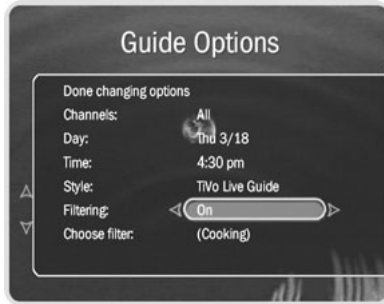 Guide Options
Done changing options
Channels: All
Day: Thu 3/18
Time: 4:30 pm
Style: TiVo Live Guide
Filtering: On
Choose filter: (Cooking)